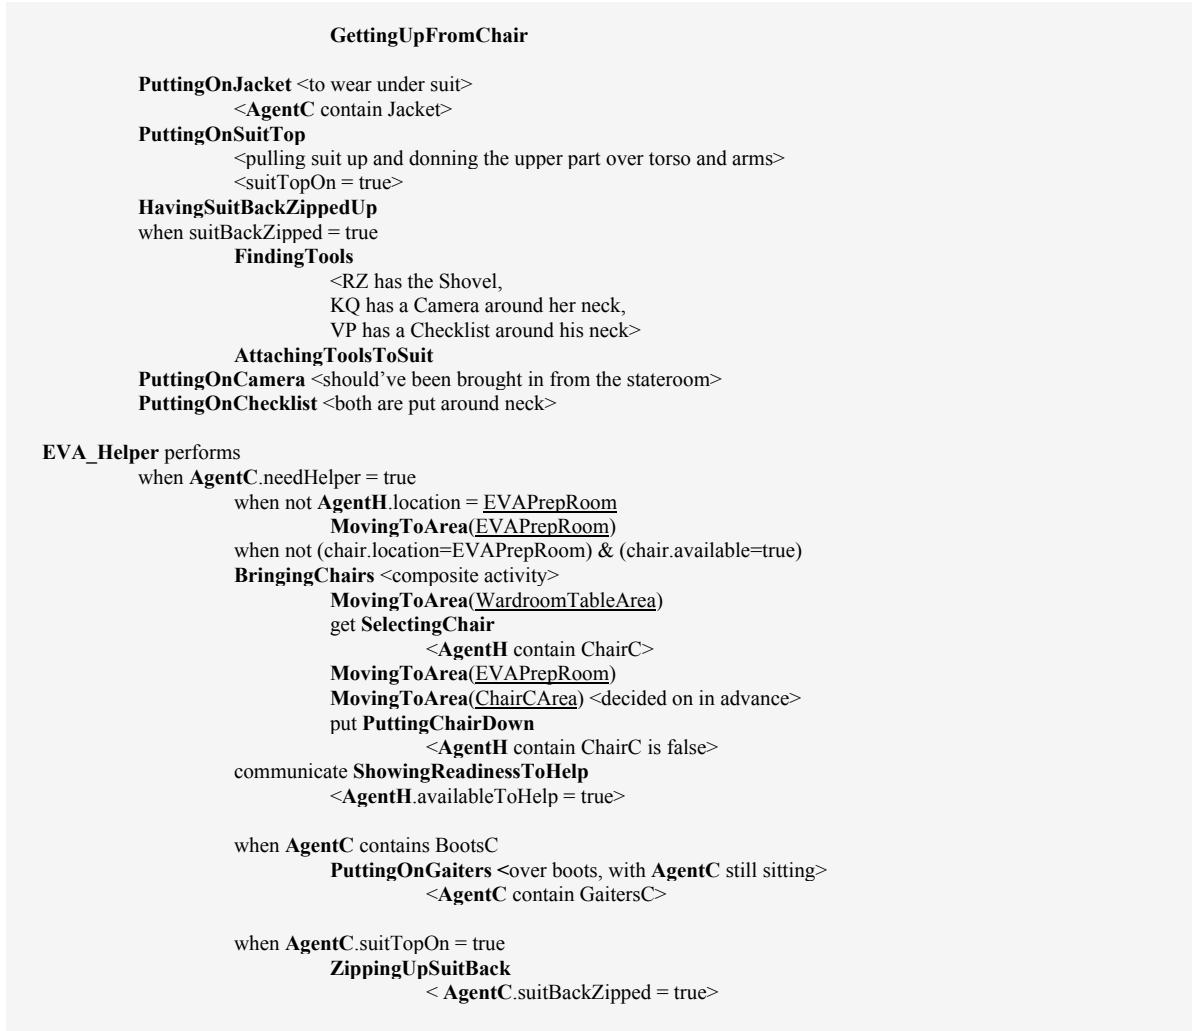 GettingUpFromChair
PuttingOnJacket <to wear under suit>
<AgentC contain Jacket>
PuttingOnSuitTop
<pulling suit up and donning the upper part over torso and arms>
<suitTopOn = true>
HavingSuitBackZippedUp
when suitBackZipped = true
FindingTools
<RZ has the Shovel,
KQ has a Camera around her neck,
VP has a Checklist around his neck>
AttachingToolsToSuit
PuttingOnCamera <should’ve been brought in from the stateroom>
PuttingOnChecklist <both are put around neck>
EVA_Helper performs
when AgentC.needHelper = true
when not AgentH.location = EVAPrepRoom
MovingToArea(EVAPrepRoom)
when not (chair.location=EVAPrepRoom) & (chair.available=true)
BringingChairs <composite activity>
MovingToArea(WardroomTableArea)
get SelectingChair
<AgentH contain ChairC>
MovingToArea(EVAPrepRoom)
MovingToArea(ChairCArea) <decided on in advance>
put PuttingChairDown
<AgentH contain ChairC is false>
communicate ShowingReadinessToHelp
<AgentH.availableToHelp = true>
when AgentC contains BootsC
PuttingOnGaiters <over boots, with AgentC still sitting>
<AgentC contain GaitersC>
when AgentC.suitTopOn = true
ZippingUpSuitBack
< AgentC.suitBackZipped = true>